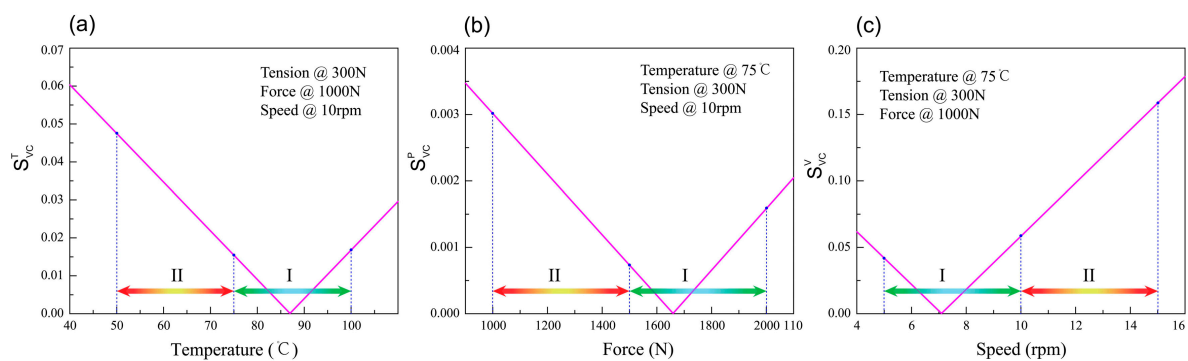 (a)
0.07
0.06
0.05
0.04
0.03
0.02
0.01
0.00
S_VC^T
Tension @ 300N
Force @ 1000N
Speed @ 10rpm
II
I
40 50 60 70 80 90 100
Temperature (℃)
(b)
0.004
0.003
0.002
0.001
0.000
S_VC^P
Temperature @ 75℃
Tension @ 300N
Speed @ 10rpm
II
I
1000 1200 1400 1600 1800 2000 110
Force (N)
(c)
0.20
0.15
0.10
0.05
0.00
S_VC^V
Temperature @ 75℃
Tension @ 300N
Force @ 1000N
I
II
4 6 8 10 12 14 16
Speed (rpm)